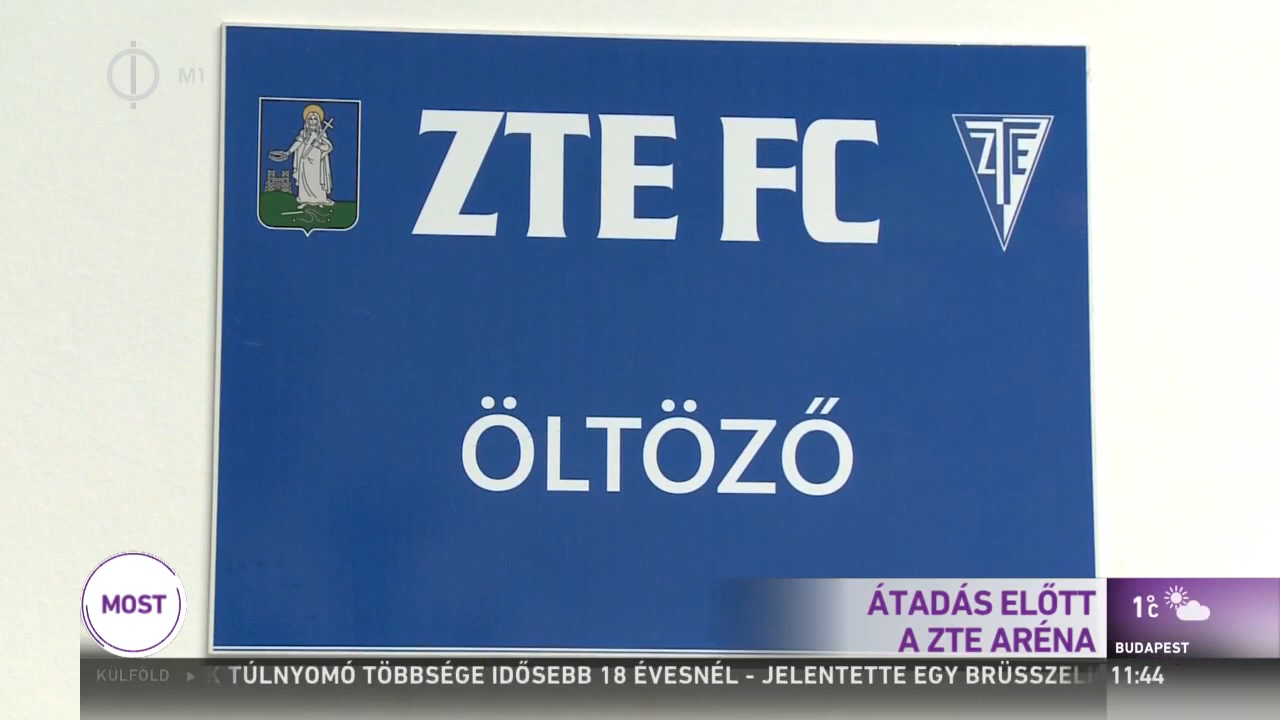 M1
ZTE FC
ZTE
ÖLTÖZŐ
MOST
ÁTADÁS ELŐTT
A ZTE ARÉNA
1°C
BUDAPEST
KÜLFÖLD
TÚLNYOMÓ TÖBBSÉGE IDŐSEBB 18 ÉVESNÉL - JELENTETTE EGY BRÜSSZELI
11:44